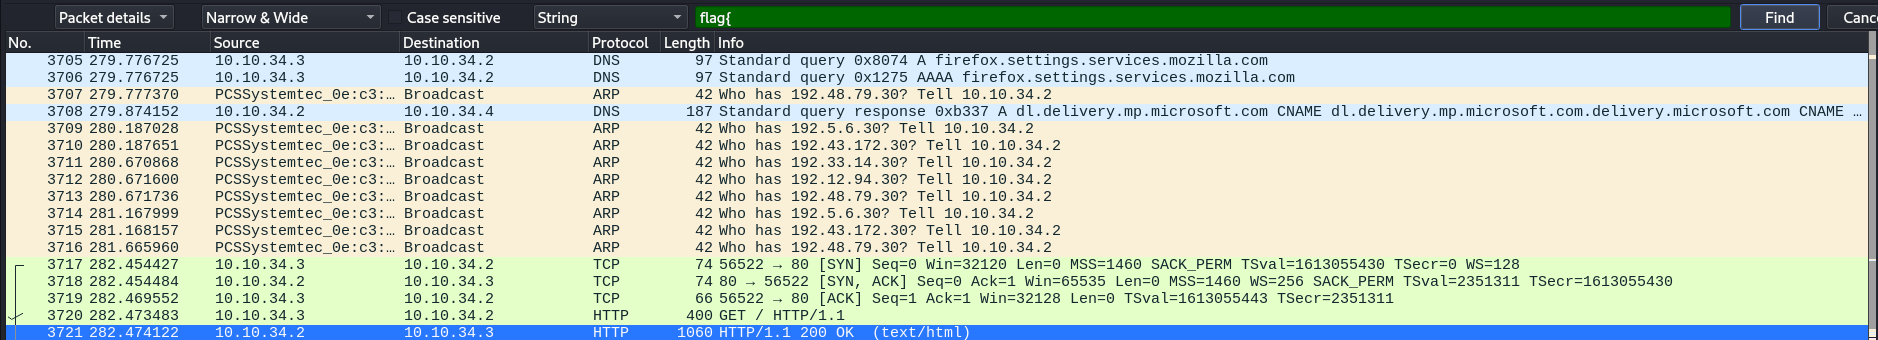 Packet details Narrow & Wide Case sensitive String flag{ Find Canc
No. Time Source Destination Protocol Length Info
3705 279.776725 10.10.34.3 10.10.34.2 DNS 97 Standard query 0x8074 A firefox.settings.services.mozilla.com
3706 279.776725 10.10.34.3 10.10.34.2 DNS 97 Standard query 0x1275 AAAA firefox.settings.services.mozilla.com
3707 279.777370 PCSSystemtec_0e:c3:… Broadcast ARP 42 Who has 192.48.79.30? Tell 10.10.34.2
3708 279.874152 10.10.34.2 10.10.34.4 DNS 187 Standard query response 0xb337 A dl.delivery.mp.microsoft.com CNAME dl.delivery.mp.microsoft.com.delivery.microsoft.com CNAME …
3709 280.187028 PCSSystemtec_0e:c3:… Broadcast ARP 42 Who has 192.5.6.30? Tell 10.10.34.2
3710 280.187651 PCSSystemtec_0e:c3:… Broadcast ARP 42 Who has 192.43.172.30? Tell 10.10.34.2
3711 280.670868 PCSSystemtec_0e:c3:… Broadcast ARP 42 Who has 192.33.14.30? Tell 10.10.34.2
3712 280.671600 PCSSystemtec_0e:c3:… Broadcast ARP 42 Who has 192.12.94.30? Tell 10.10.34.2
3713 280.671736 PCSSystemtec_0e:c3:… Broadcast ARP 42 Who has 192.48.79.30? Tell 10.10.34.2
3714 281.167999 PCSSystemtec_0e:c3:… Broadcast ARP 42 Who has 192.5.6.30? Tell 10.10.34.2
3715 281.168157 PCSSystemtec_0e:c3:… Broadcast ARP 42 Who has 192.43.172.30? Tell 10.10.34.2
3716 281.665960 PCSSystemtec_0e:c3:… Broadcast ARP 42 Who has 192.48.79.30? Tell 10.10.34.2
3717 282.454427 10.10.34.3 10.10.34.2 TCP 74 56522 → 80 [SYN] Seq=0 Win=32120 Len=0 MSS=1460 SACK_PERM TSval=1613055430 TSecr=0 WS=128
3718 282.454484 10.10.34.2 10.10.34.3 TCP 74 80 → 56522 [SYN, ACK] Seq=0 Ack=1 Win=65535 Len=0 MSS=1460 WS=256 SACK_PERM TSval=2351311 TSecr=1613055430
3719 282.469552 10.10.34.3 10.10.34.2 TCP 66 56522 → 80 [ACK] Seq=1 Ack=1 Win=32128 Len=0 TSval=1613055443 TSecr=2351311
3720 282.473483 10.10.34.3 10.10.34.2 HTTP 400 GET / HTTP/1.1
3721 282.474122 10.10.34.2 10.10.34.3 HTTP 1060 HTTP/1.1 200 OK (text/html)